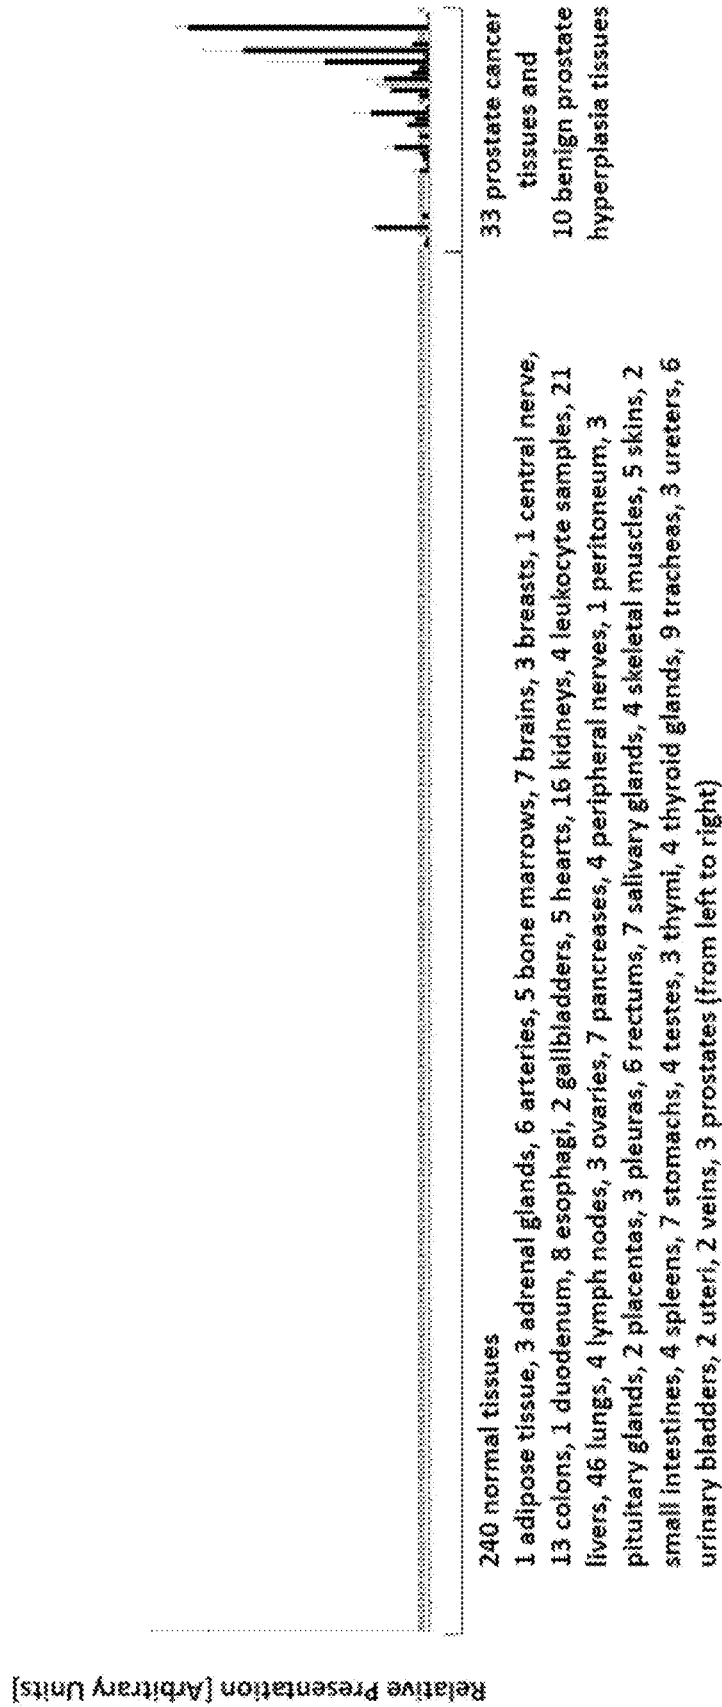 Relative Presentation [Arbitrary Units]
240 normal tissues
1 adipose tissue, 3 adrenal glands, 6 arteries, 5 bone marrows, 7 brains, 3 breasts, 1 central nerve,
13 colons, 1 duodenum, 8 esophagi, 2 gallbladders, 5 hearts, 16 kidneys, 4 leukocyte samples, 21
livers, 46 lungs, 4 lymph nodes, 3 ovaries, 7 pancreases, 4 peripheral nerves, 1 peritoneum, 3
pituitary glands, 2 placentas, 3 pleuras, 6 rectums, 7 salivary glands, 4 skeletal muscles, 5 skins, 2
small intestines, 4 spleens, 7 stomachs, 4 testes, 3 thymi, 4 thyroid glands, 9 tracheas, 3 ureters, 6
urinary bladders, 2 uteri, 2 veins, 3 prostates (from left to right)
33 prostate cancer
tissues and
10 benign prostate
hyperplasia tissues